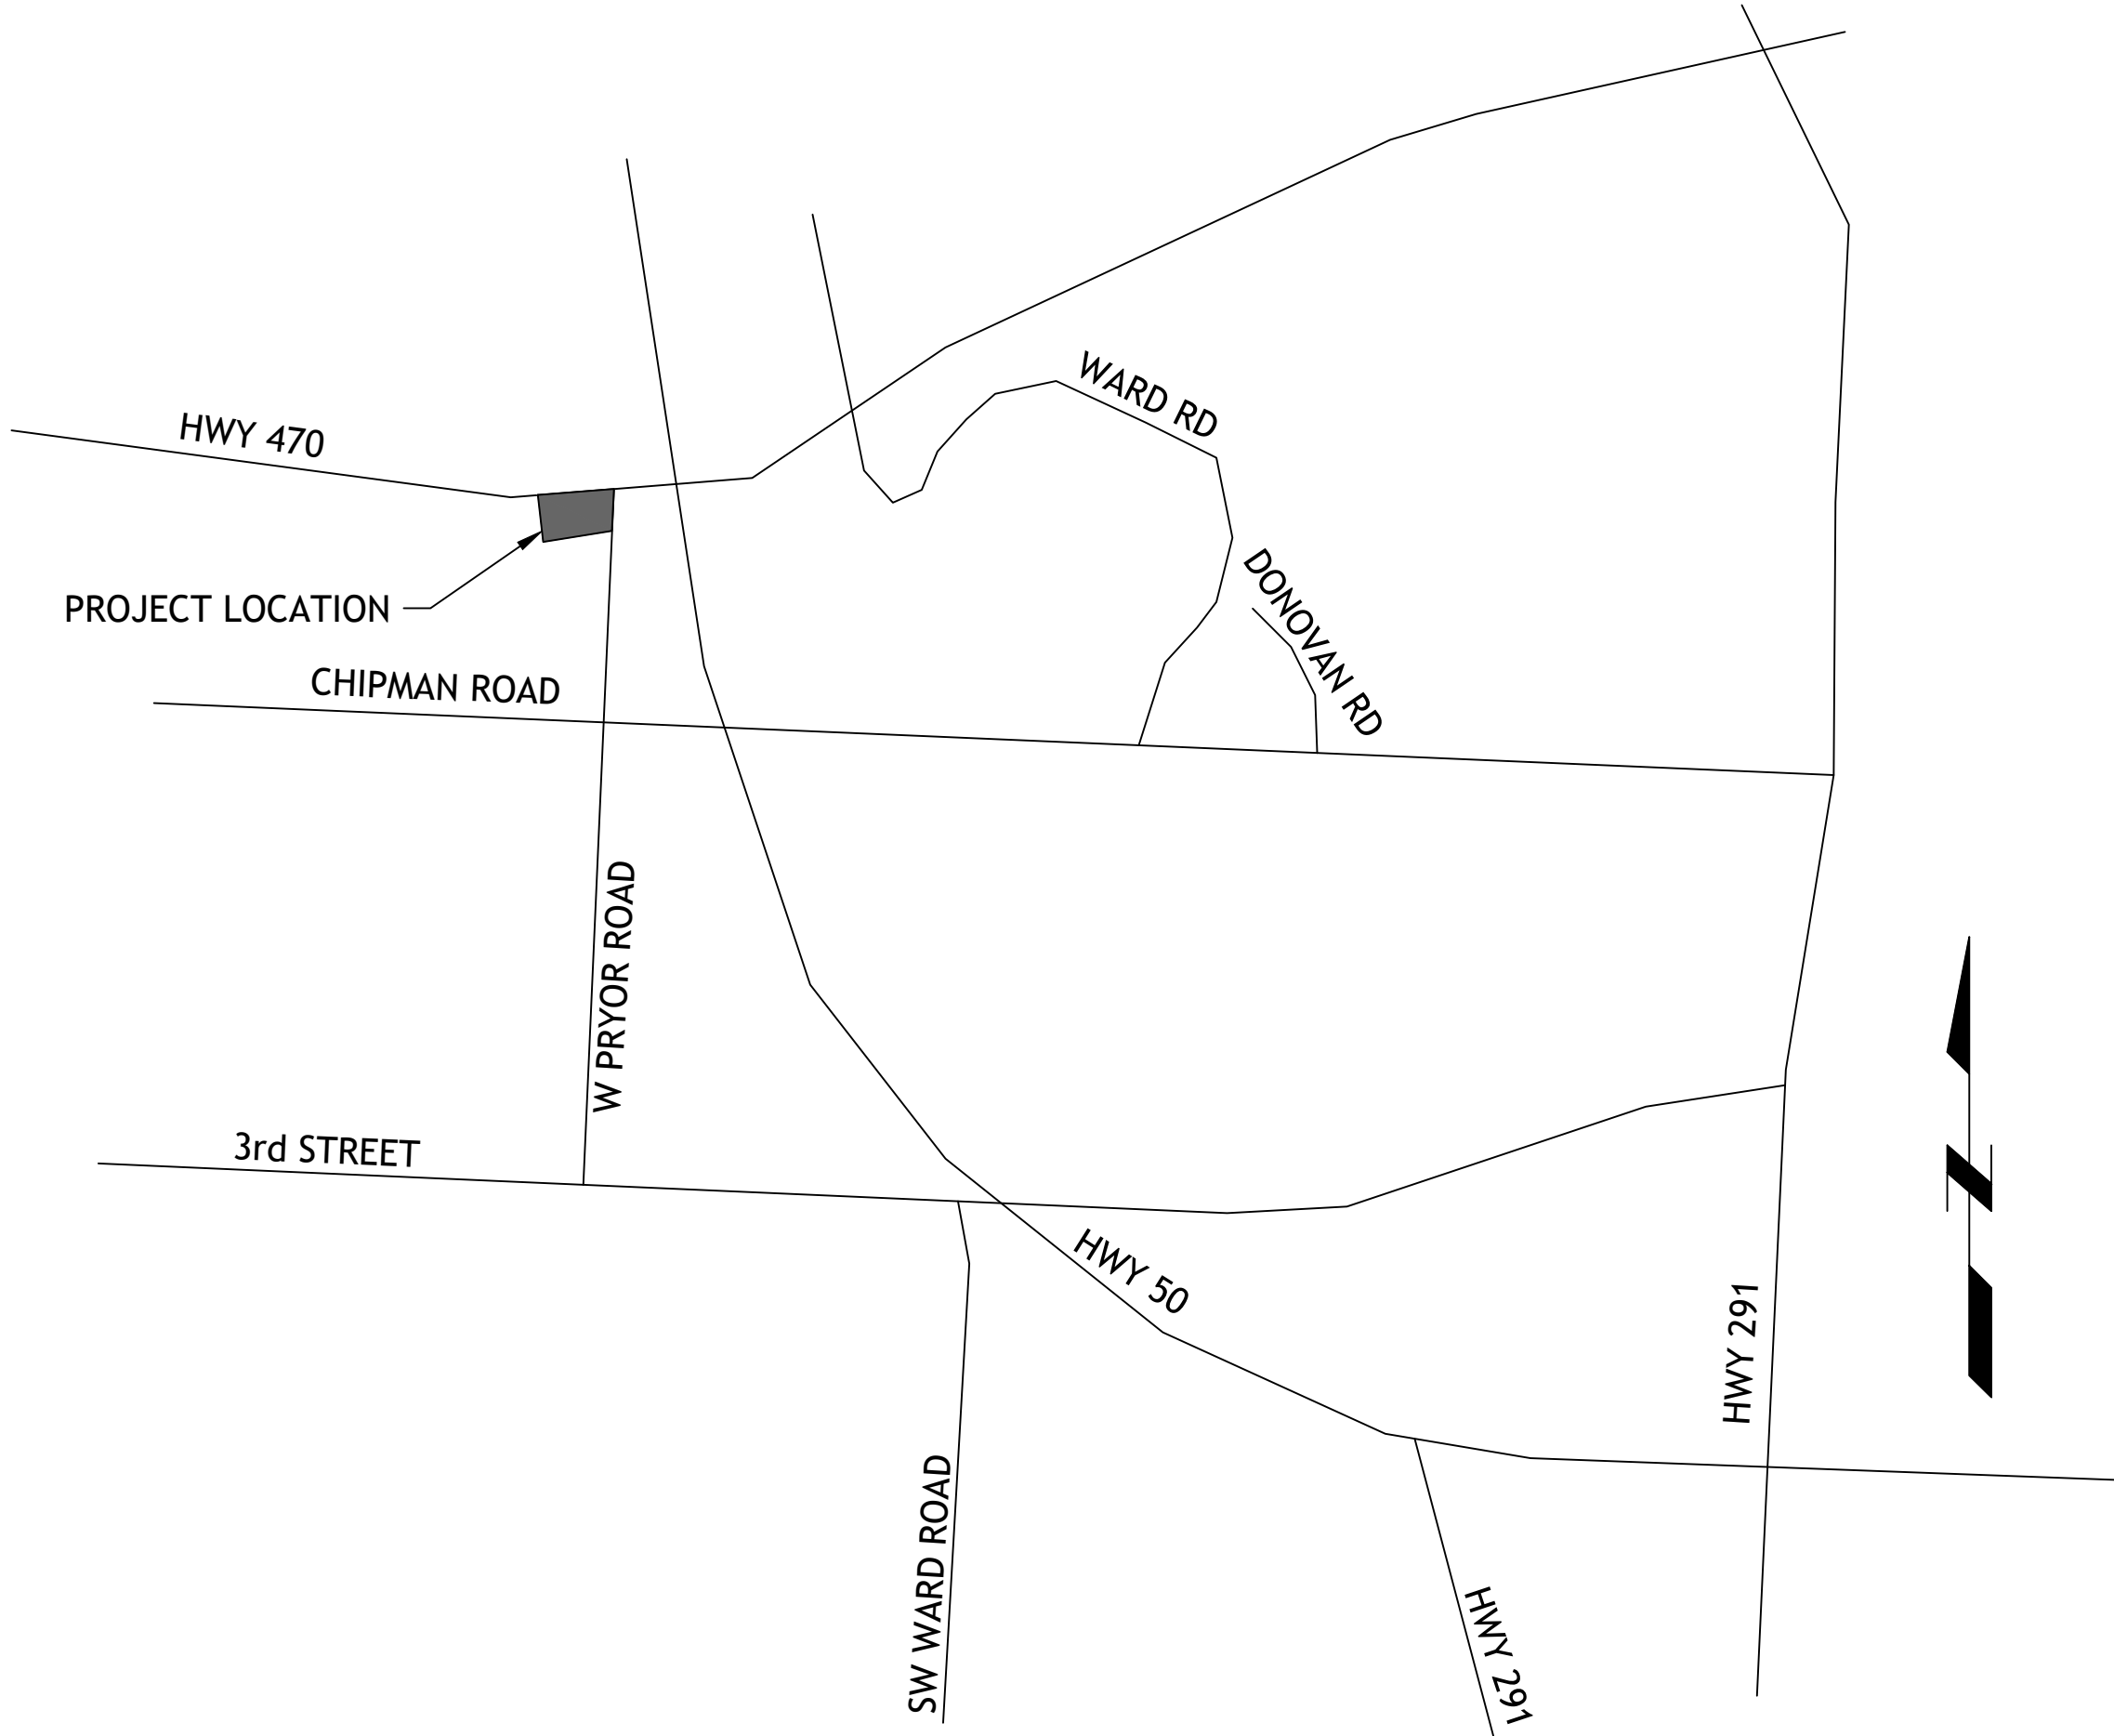 WARD RD
HWY 470
DONOVAN RD
PROJECT LOCATION
CHIPMAN ROAD
W PRYOR ROAD
3rd STREET
N
HWY 50
HWY 291
SW WARD ROAD
HWY 291